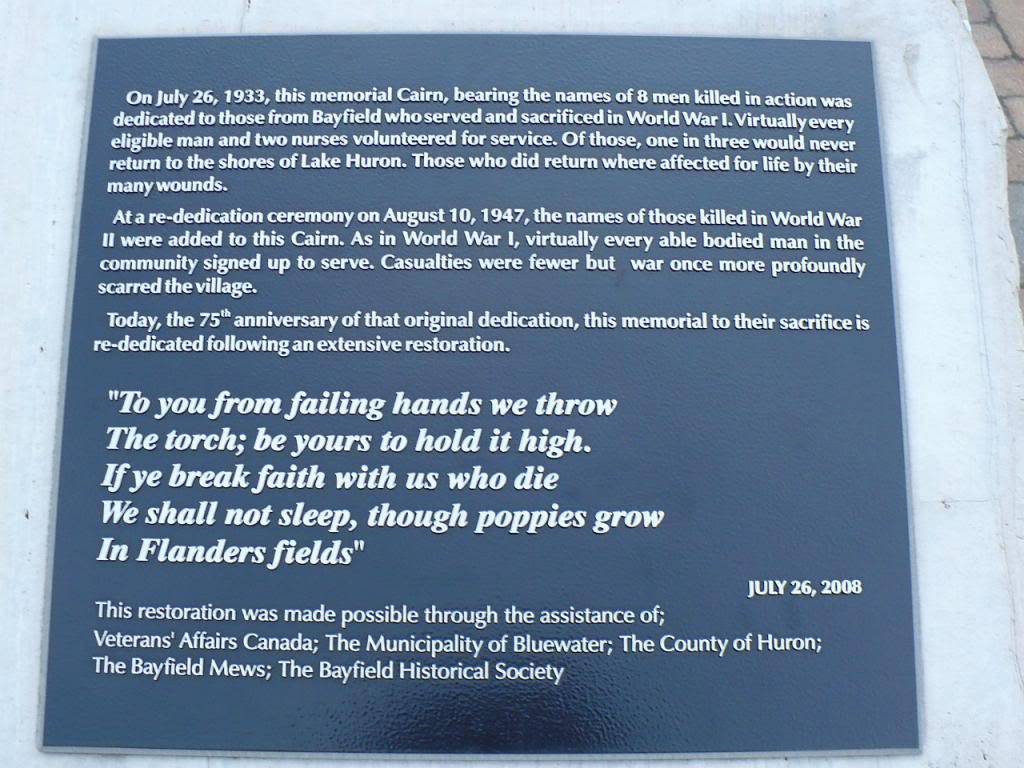 On July 26, 1933, this memorial Cairn, bearing the names of 8 men killed in action was
dedicated to those from Bayfield who served and sacrificed in World War I. Virtually every
eligible man and two nurses volunteered for service. Of those, one in three would never
return to the shores of Lake Huron. Those who did return where affected for life by their
many wounds.
At a re-dedication ceremony on August 10, 1947, the names of those killed in World War
II were added to this Cairn. As in World War I, virtually every able bodied man in the
community signed up to serve. Casualties were fewer but war once more profoundly
scarred the village.
Today, the 75th anniversary of that original dedication, this memorial to their sacrifice is
re-dedicated following an extensive restoration.
"To you from failing hands we throw
The torch; be yours to hold it high.
If ye break faith with us who die
We shall not sleep, though poppies grow
In Flanders fields"
JULY 26, 2008
This restoration was made possible through the assistance of;
Veterans' Affairs Canada; The Municipality of Bluewater; The County of Huron;
The Bayfield Mews; The Bayfield Historical Society